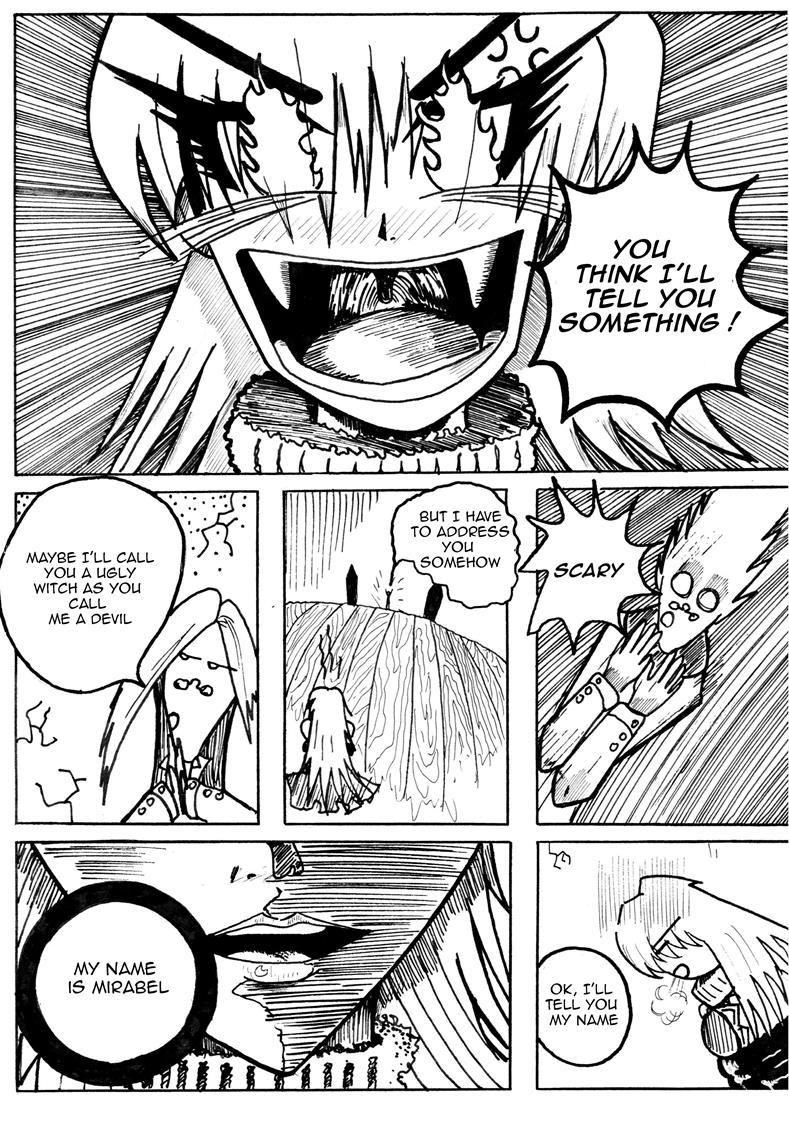 YOU
THINK I'LL
TELL YOU
SOMETHING!
SCARY
BUT I HAVE
TO ADDRESS
YOU
SOMEHOW
MAYBE I'LL CALL
YOU A UGLY
WITCH AS YOU
CALL
ME A DEVIL
OK, I'LL
TELL YOU
MY NAME
MY NAME
IS MIRABEL